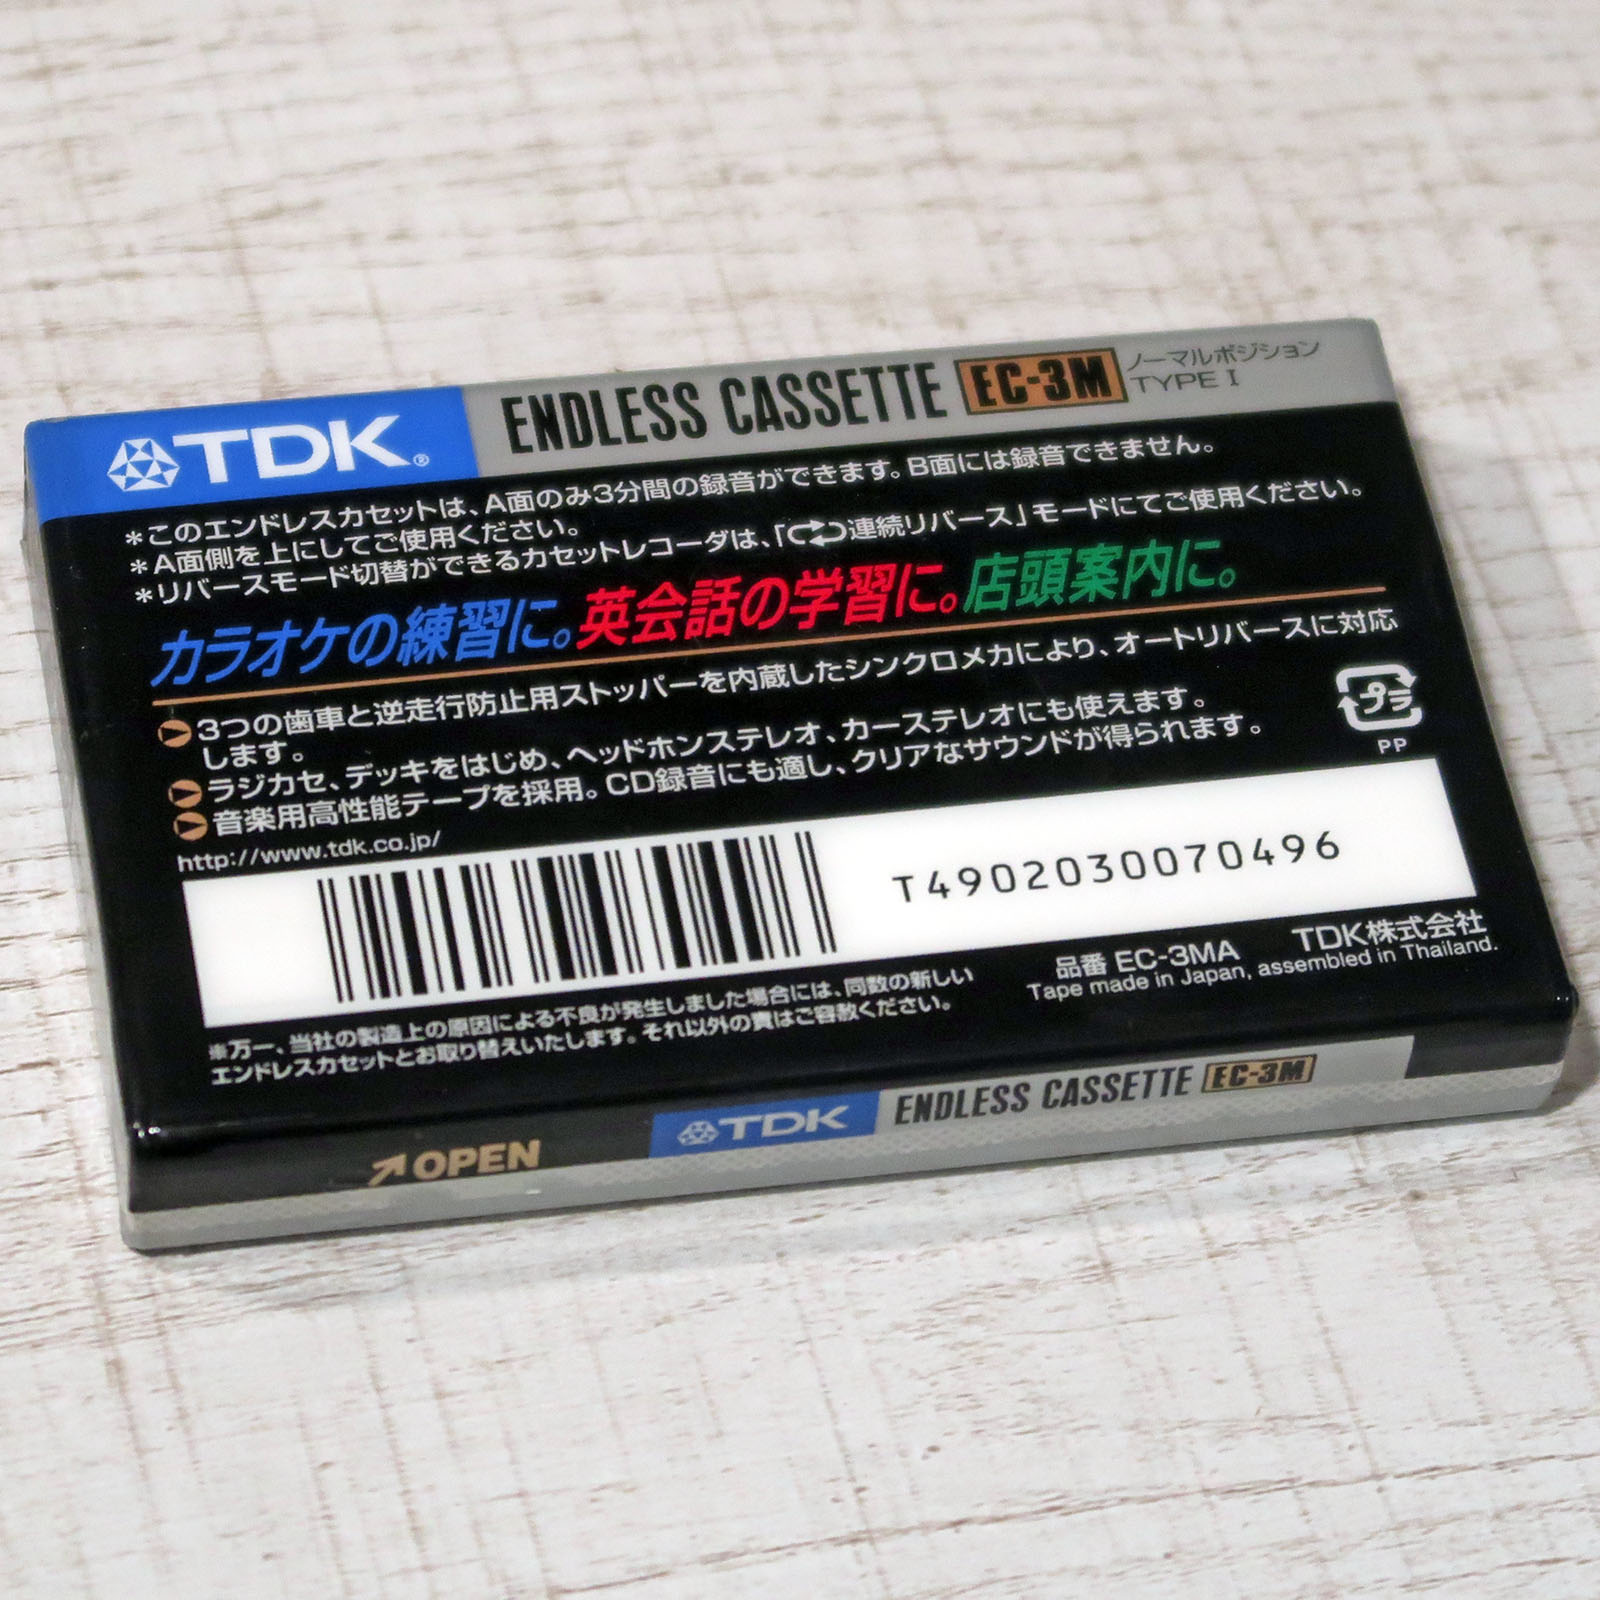 TDK®
ENDLESS CASSETTE EC-3M ノーマルポジション
TYPE I
*このエンドレスカセットは、A面のみ3分間の録音ができます。B面には録音できません。
*A面側を上にしてご使用ください。
*リバースモード切替ができるカセットレコーダは、「連続リバース」モードにてご使用ください。
カラオケの練習に。英会話の学習に。店頭案内に。
3つの歯車と逆走行防止用ストッパーを内蔵したシンクロメカにより、オートリバースに対応
します。
ラジカセ、デッキをはじめ、ヘッドホンステレオ、カーステレオにも使えます。
音楽用高性能テープを採用。CD録音にも適し、クリアなサウンドが得られます。
プラ
PP
http://www.tdk.co.jp/
T4902030070496
品番 EC-3MA TDK株式会社
Tape made in Japan, assembled in Thailand.
※万一、当社の製造上の原因による不良が発生しました場合には、同数の新しい
エンドレスカセットとお取り替えいたします。それ以外の責はご容赦ください。
OPEN
TDK ENDLESS CASSETTE EC-3M